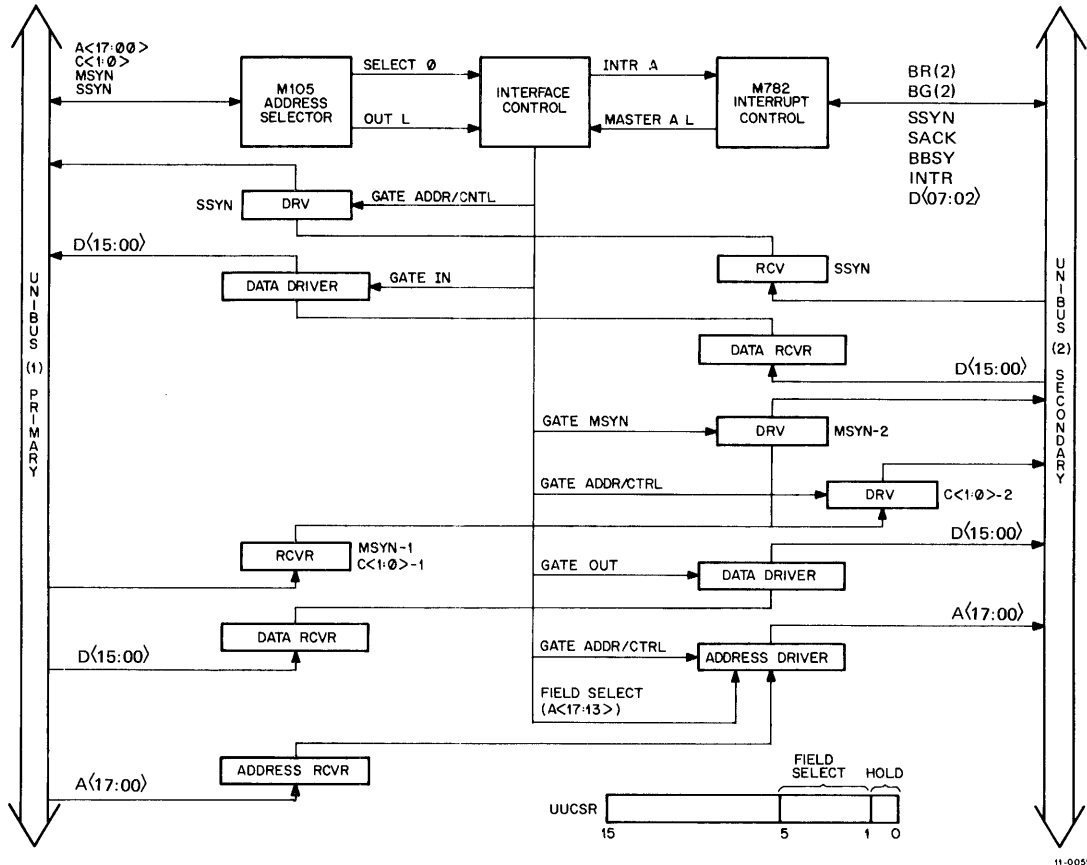 A<17:00>
C<1:0>
MSYN
SSYN
M105
ADDRESS
SELECTOR
SELECT 0
OUT L
INTERFACE
CONTROL
INTR A
MASTER A L
M782
INTERRUPT
CONTROL
BR(2)
BG(2)
SSYN
SACK
BBSY
INTR
D⟨07:02⟩
SSYN
DRV
GATE ADDR/CNTL
D⟨15:00⟩
DATA DRIVER
GATE IN
RCV
SSYN
DATA RCVR
D⟨15:00⟩
UNIBUS (1) PRIMARY
UNIBUS (2) SECONDARY
GATE MSYN
DRV
MSYN-2
GATE ADDR/CTRL
DRV
C<1:0>-2
RCVR
MSYN-1
C<1:0>-1
D⟨15:00⟩
GATE OUT
DATA DRIVER
DATA RCVR
D⟨15:00⟩
A⟨17:00⟩
GATE ADDR/CTRL
ADDRESS DRIVER
FIELD SELECT
(A<17:13>)
ADDRESS RCVR
A⟨17:00⟩
FIELD
SELECT
HOLD
UUCSR
15 5 1 0
11-005